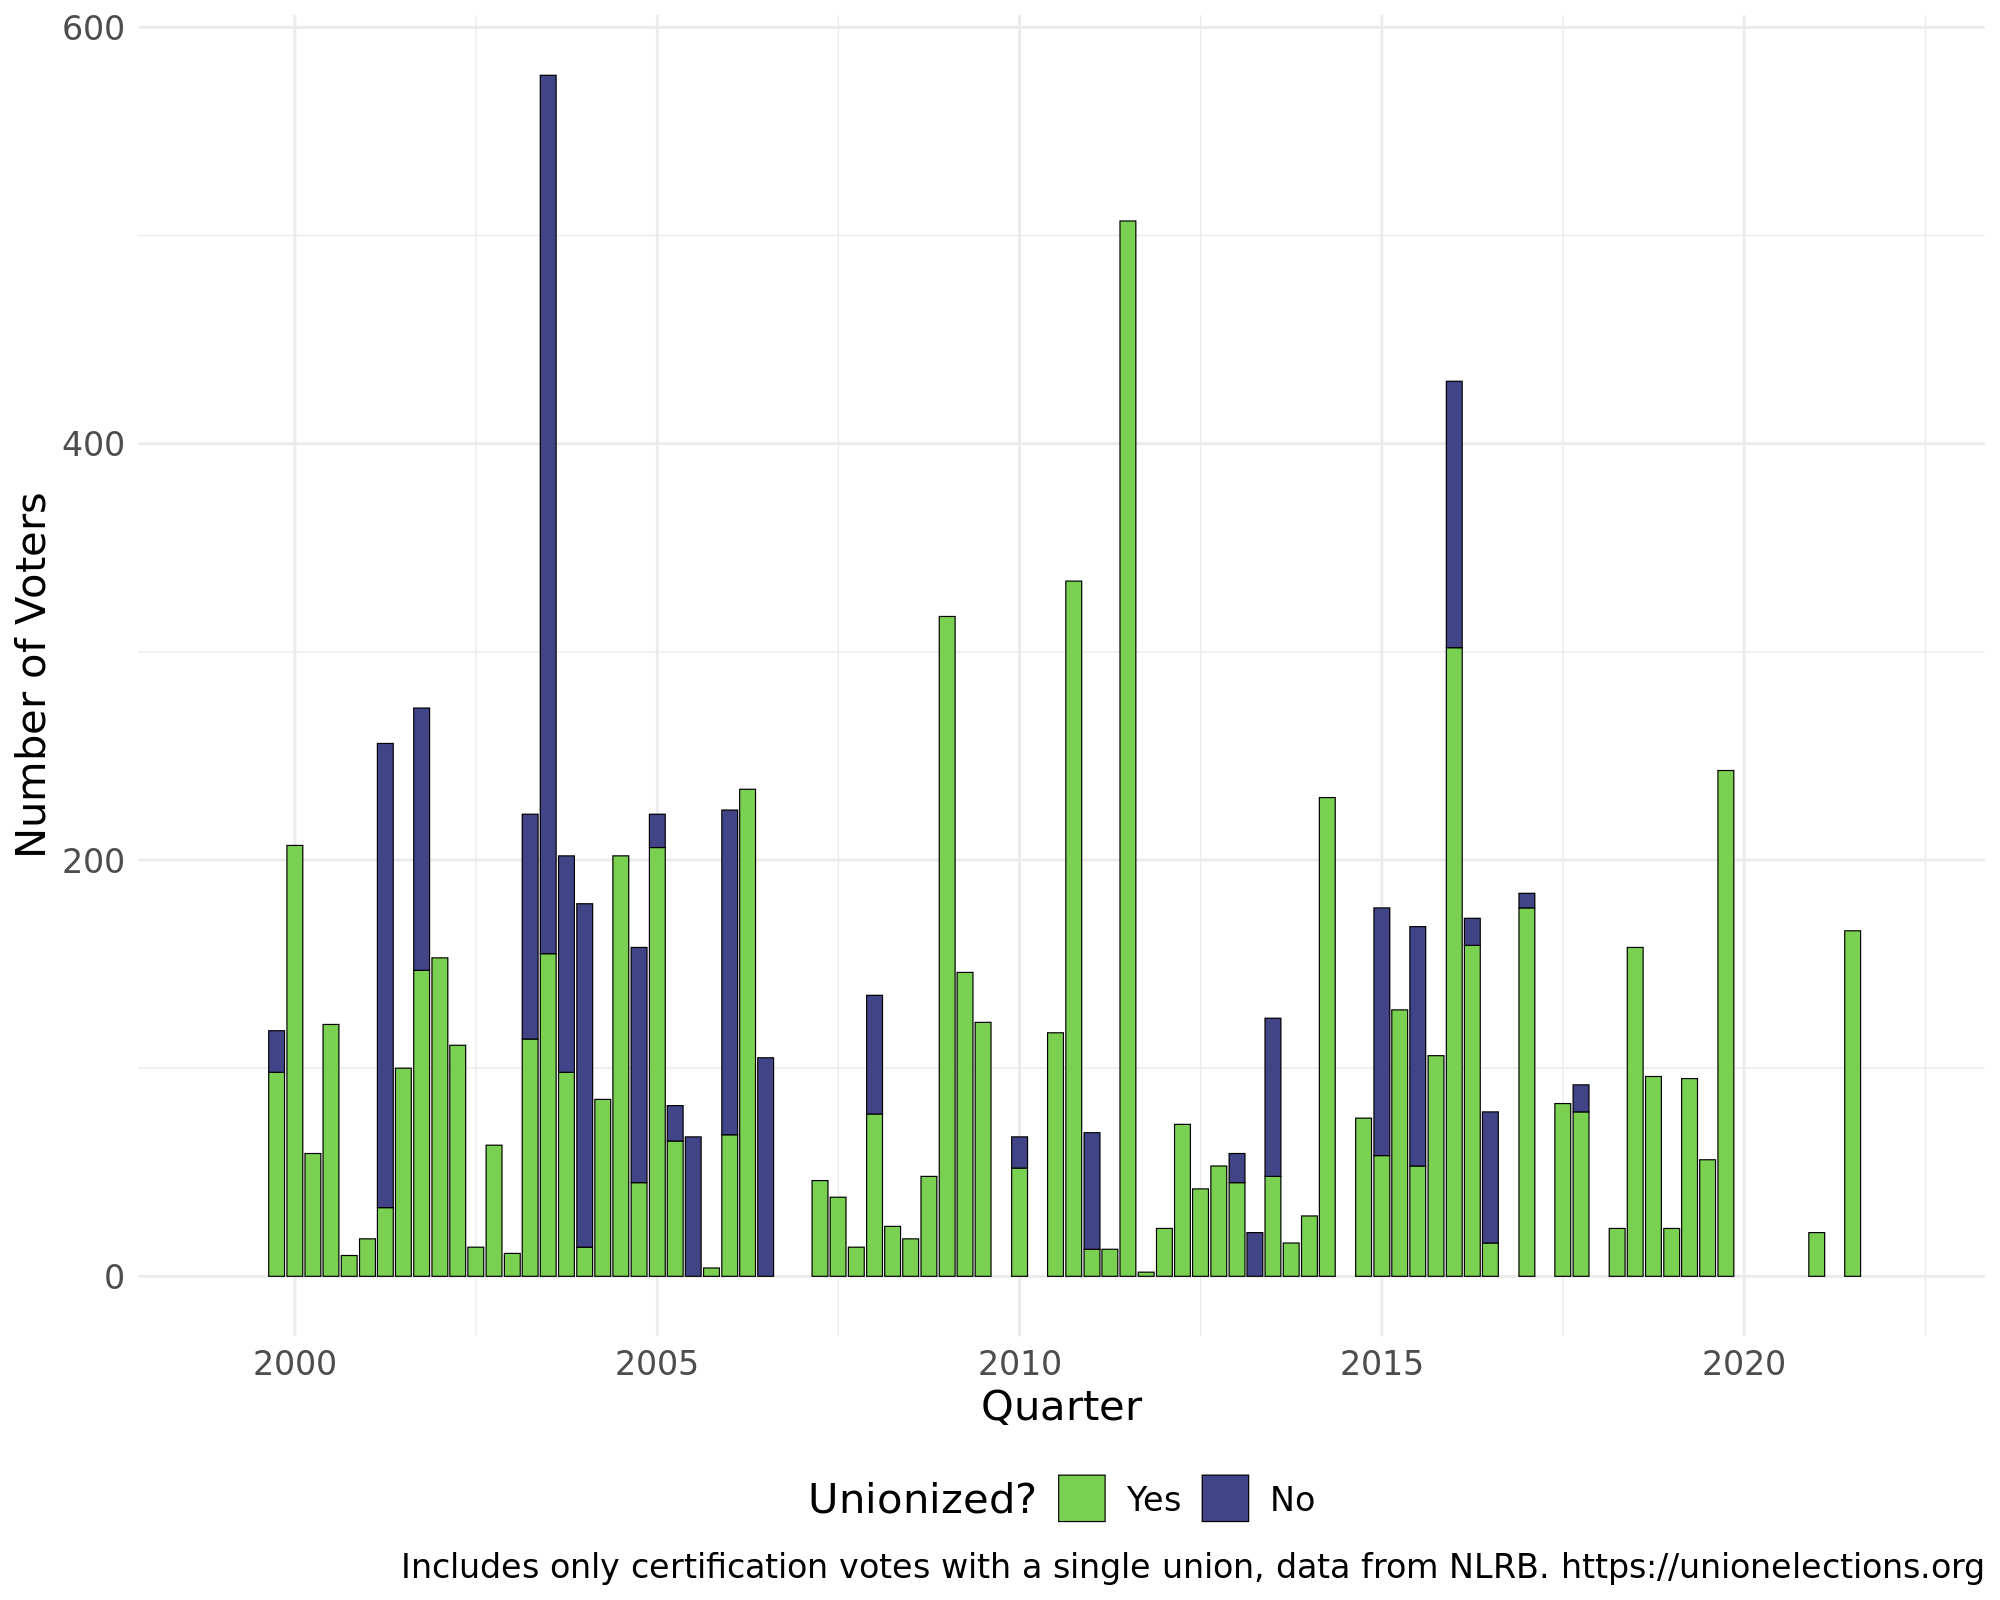 600
400
200
0
Number of Voters
2000 2005 2010 2015 2020
Quarter
Unionized? Yes No
Includes only certification votes with a single union, data from NLRB. https://unionelections.org